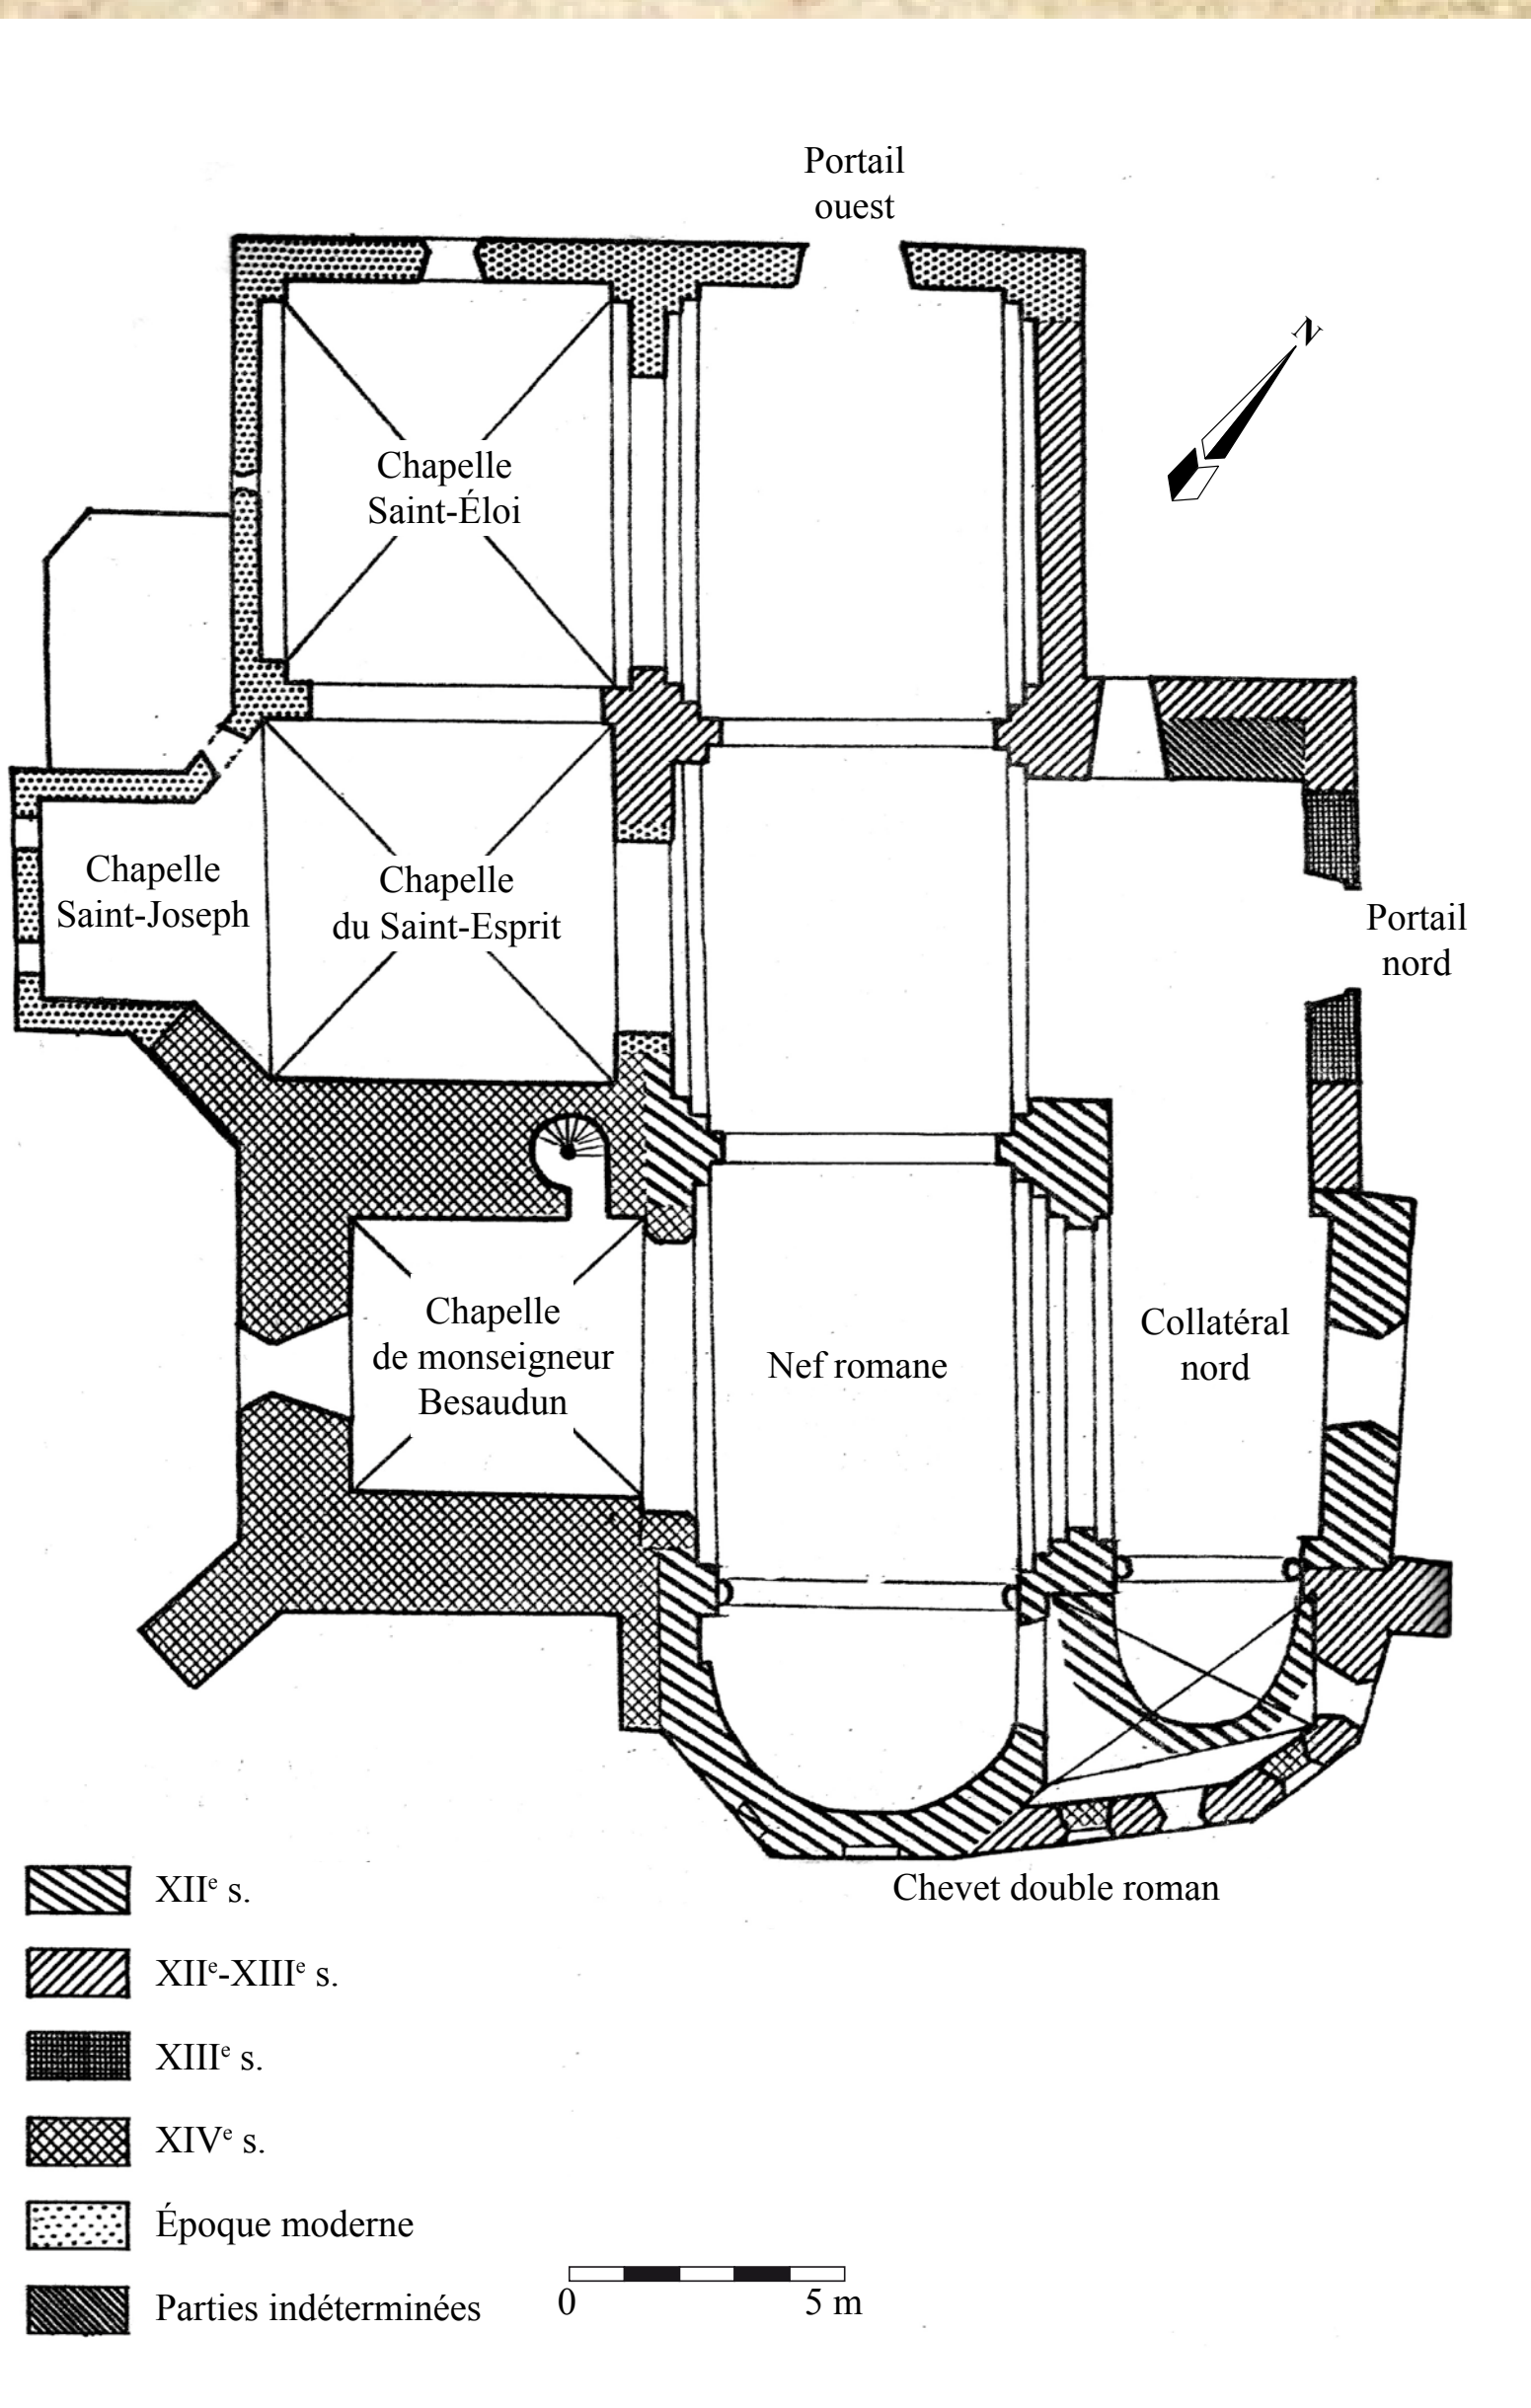 Portail
ouest
N
Chapelle
Saint-Éloi
Chapelle
Saint-Joseph
Chapelle
du Saint-Esprit
Portail
nord
Chapelle
de monseigneur
Besaudun
Nef romane
Collatéral
nord
Chevet double roman
XIIe s.
XIIe-XIIIe s.
XIIIe s.
XIVe s.
Époque moderne
Parties indéterminées
0 5 m